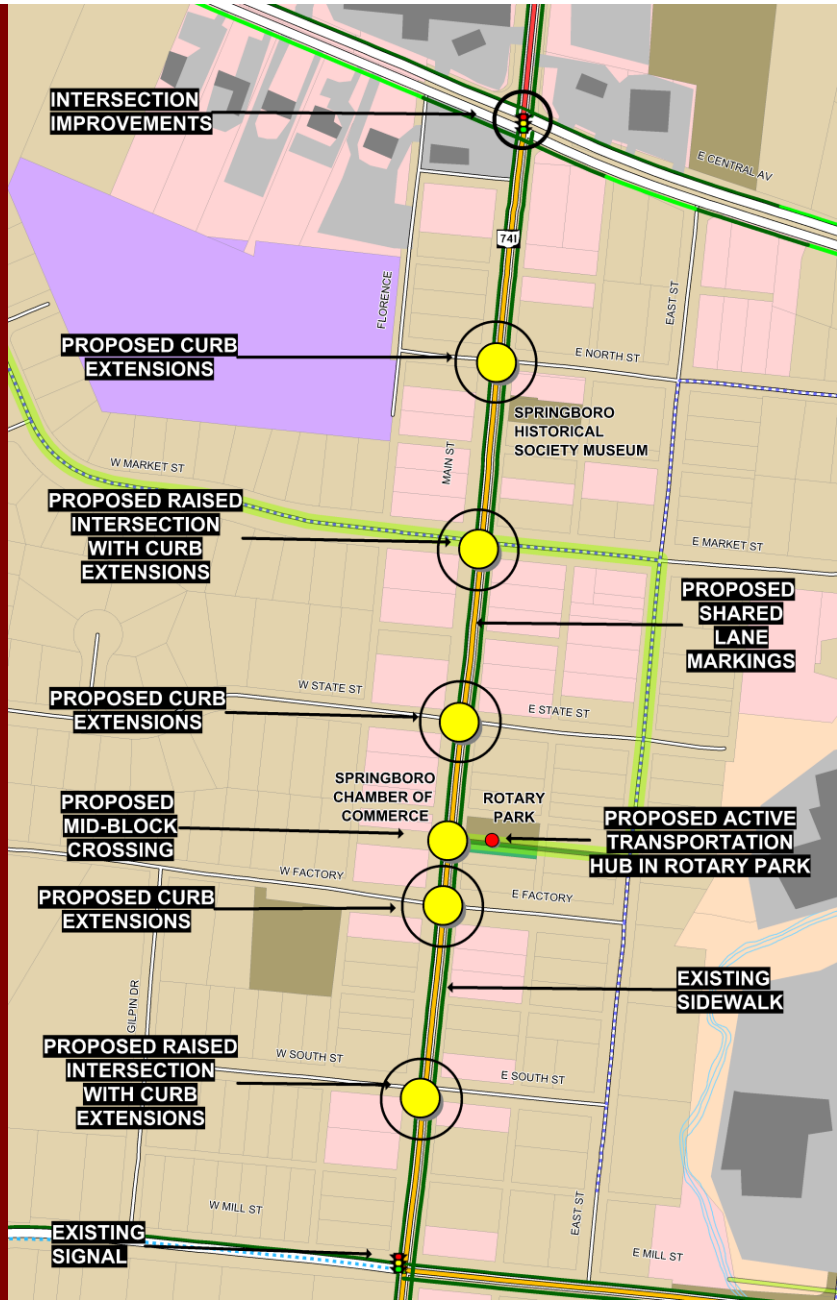 INTERSECTION
IMPROVEMENTS
E CENTRAL AV
741
FLORENCE
EAST ST
PROPOSED CURB
EXTENSIONS
E NORTH ST
SPRINGBORO
HISTORICAL
SOCIETY MUSEUM
MAIN ST
W MARKET ST
PROPOSED RAISED
INTERSECTION
WITH CURB
EXTENSIONS
E MARKET ST
PROPOSED
SHARED
LANE
MARKINGS
W STATE ST
PROPOSED CURB
EXTENSIONS
E STATE ST
SPRINGBORO
CHAMBER OF
COMMERCE
ROTARY
PARK
PROPOSED
MID-BLOCK
CROSSING
PROPOSED ACTIVE
TRANSPORTATION
HUB IN ROTARY PARK
W FACTORY
E FACTORY
PROPOSED CURB
EXTENSIONS
EXISTING
SIDEWALK
GILPIN DR
PROPOSED RAISED
INTERSECTION
WITH CURB
EXTENSIONS
W SOUTH ST
E SOUTH ST
W MILL ST
EAST ST
EXISTING
SIGNAL
E MILL ST